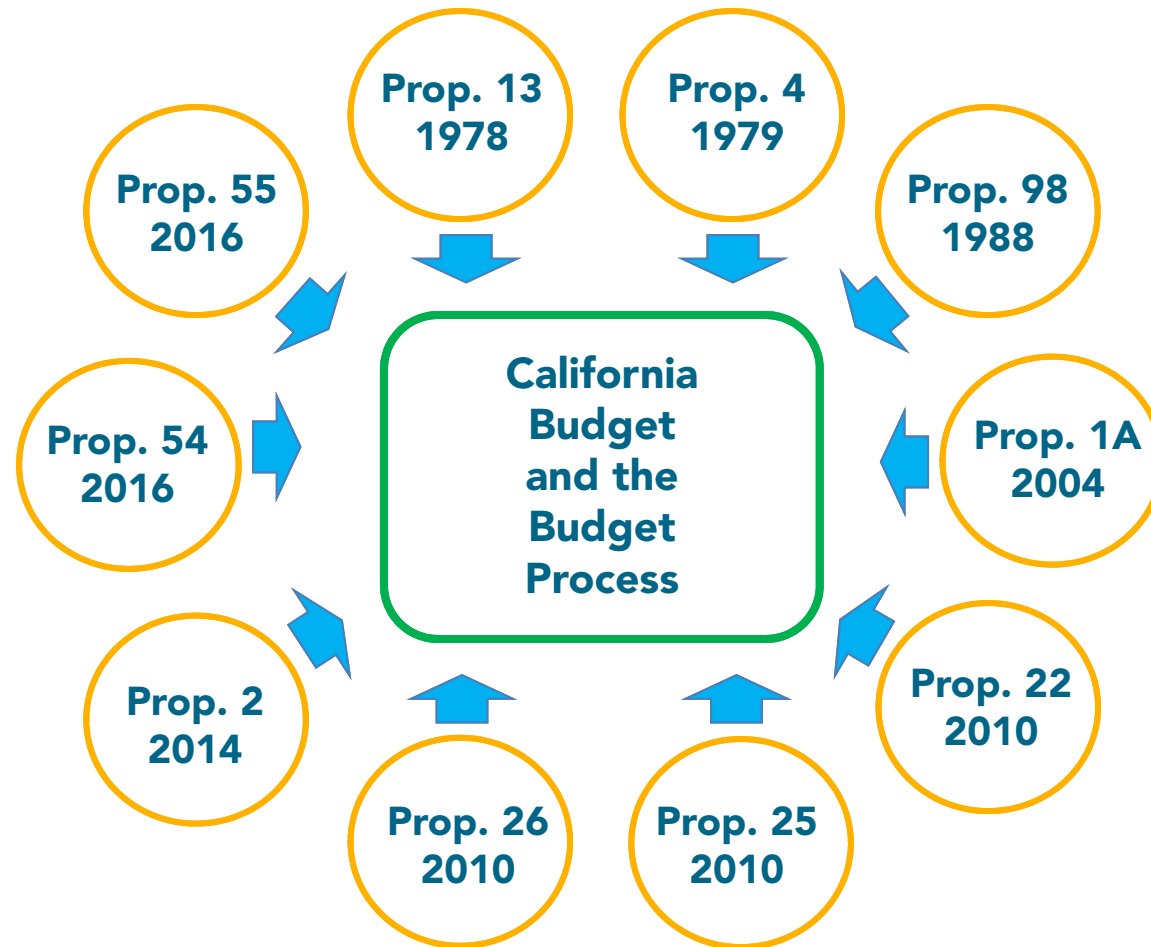 Prop. 13
1978
Prop. 4
1979
Prop. 98
1988
Prop. 1A
2004
Prop. 22
2010
Prop. 25
2010
Prop. 26
2010
Prop. 2
2014
Prop. 54
2016
Prop. 55
2016
California
Budget
and the
Budget
Process